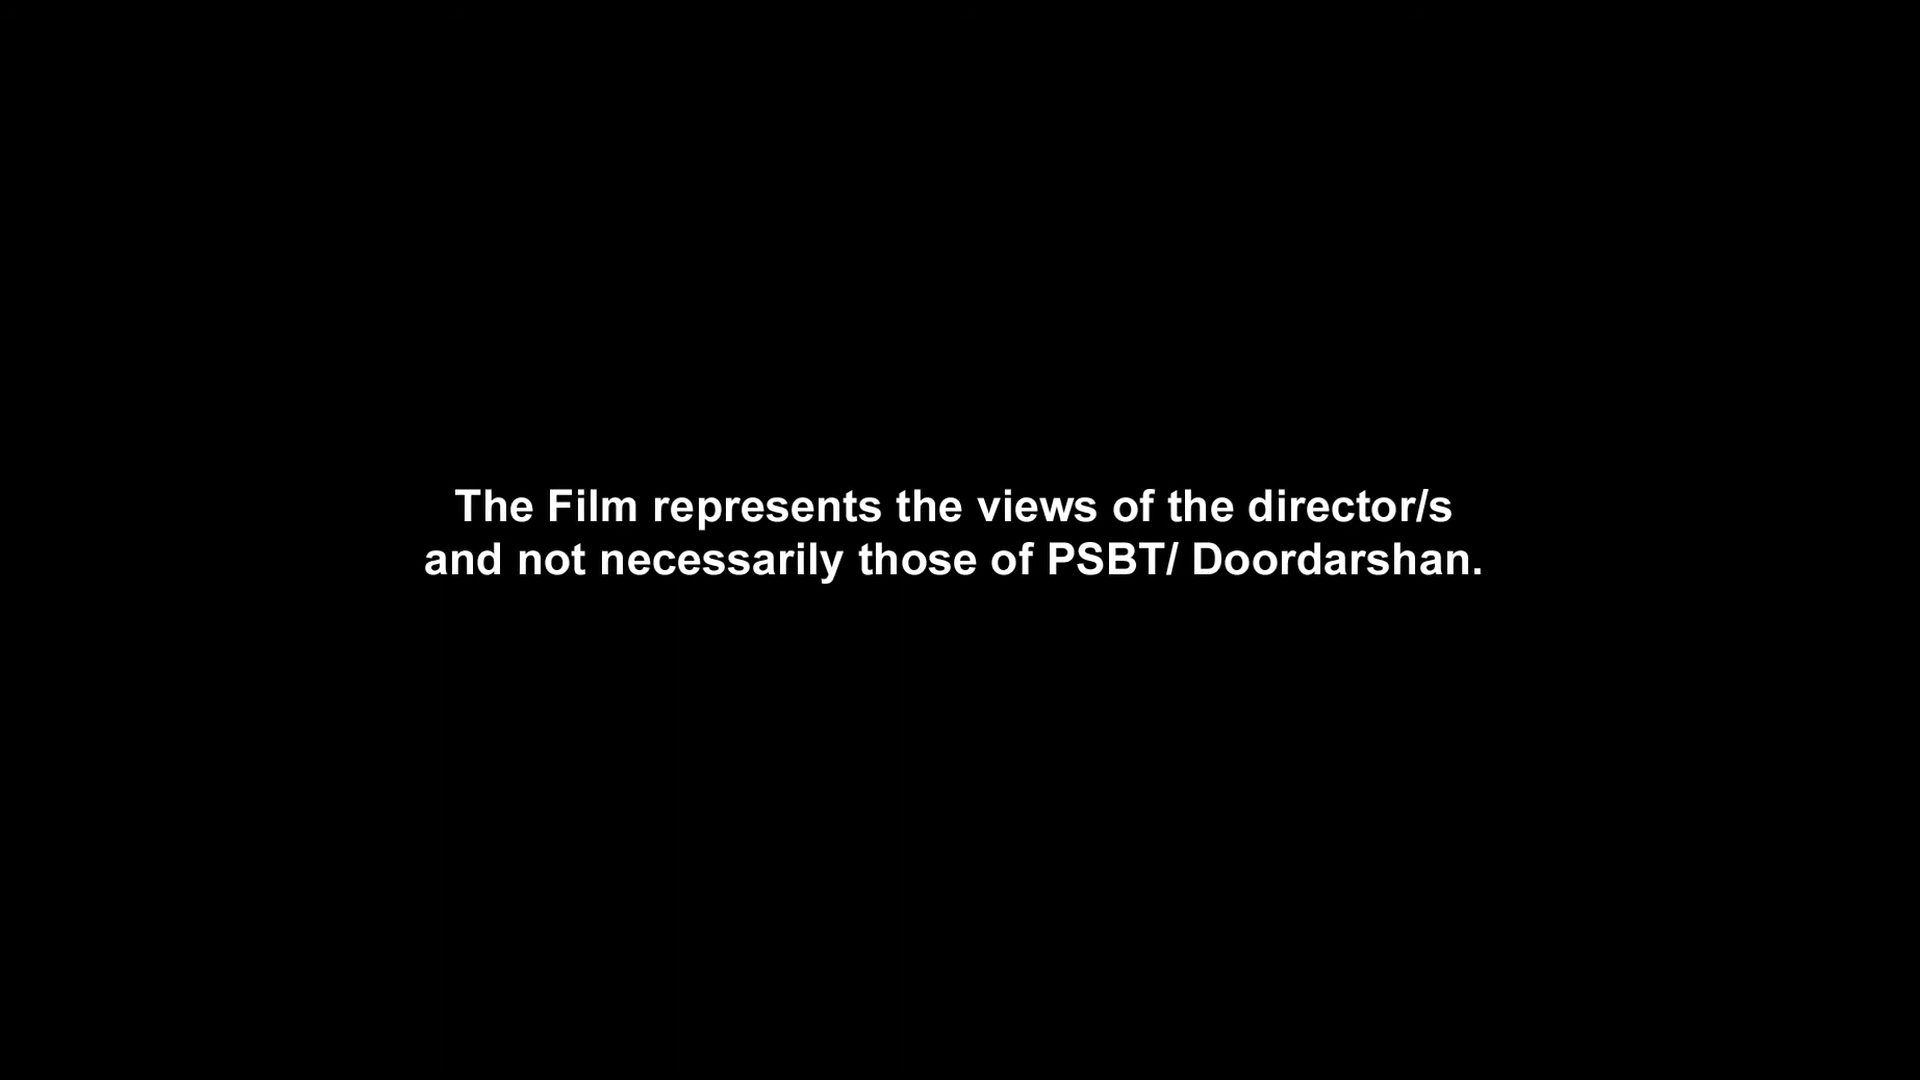 The Film represents the views of the director/s
and not necessarily those of PSBT/ Doordarshan.